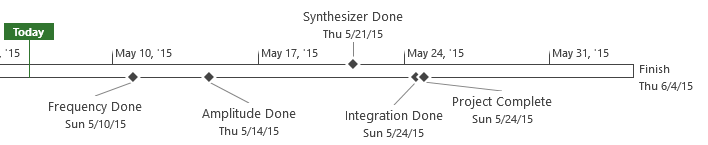 Synthesizer Done
Thu 5/21/15
Today
, '15
May 10, '15
May 17, '15
May 24, '15
May 31, '15
Finish
Thu 6/4/15
Frequency Done
Sun 5/10/15
Amplitude Done
Thu 5/14/15
Integration Done
Sun 5/24/15
Project Complete
Sun 5/24/15